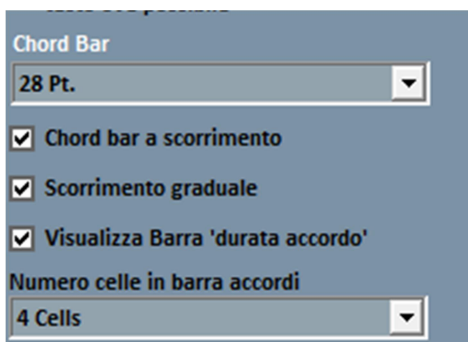 Chord Bar
28 Pt.
Chord bar a scorrimento
Scorrimento graduale
Visualizza Barra 'durata accordo'
Numero celle in barra accordi
4 Cells